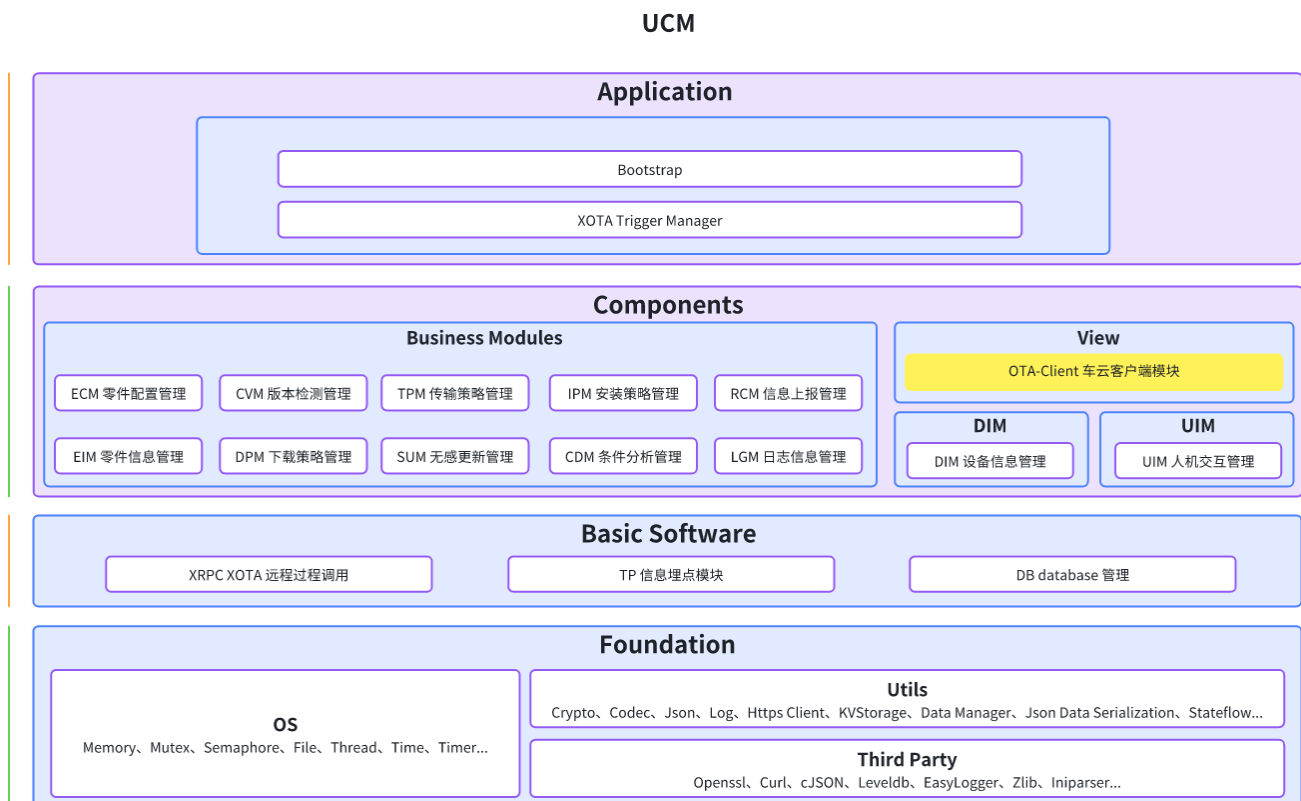 UCM
Application
Bootstrap
XOTA Trigger Manager
Components
Business Modules
ECM 零件配置管理
CVM 版本检测管理
TPM 传输策略管理
IPM 安装策略管理
RCM 信息上报管理
EIM 零件信息管理
DPM 下载策略管理
SUM 无感更新管理
CDM 条件分析管理
LGM 日志信息管理
View
OTA-Client 车云客户端模块
DIM
DIM 设备信息管理
UIM
UIM 人机交互管理
Basic Software
XRPC XOTA 远程过程调用
TP 信息埋点模块
DB database 管理
Foundation
OS
Memory、Mutex、Semaphore、File、Thread、Time、Timer...
Utils
Crypto、Codec、Json、Log、Https Client、KVStorage、Data Manager、Json Data Serialization、Stateflow...
Third Party
Openssl、Curl、cJSON、Leveldb、EasyLogger、Zlib、Iniparser...